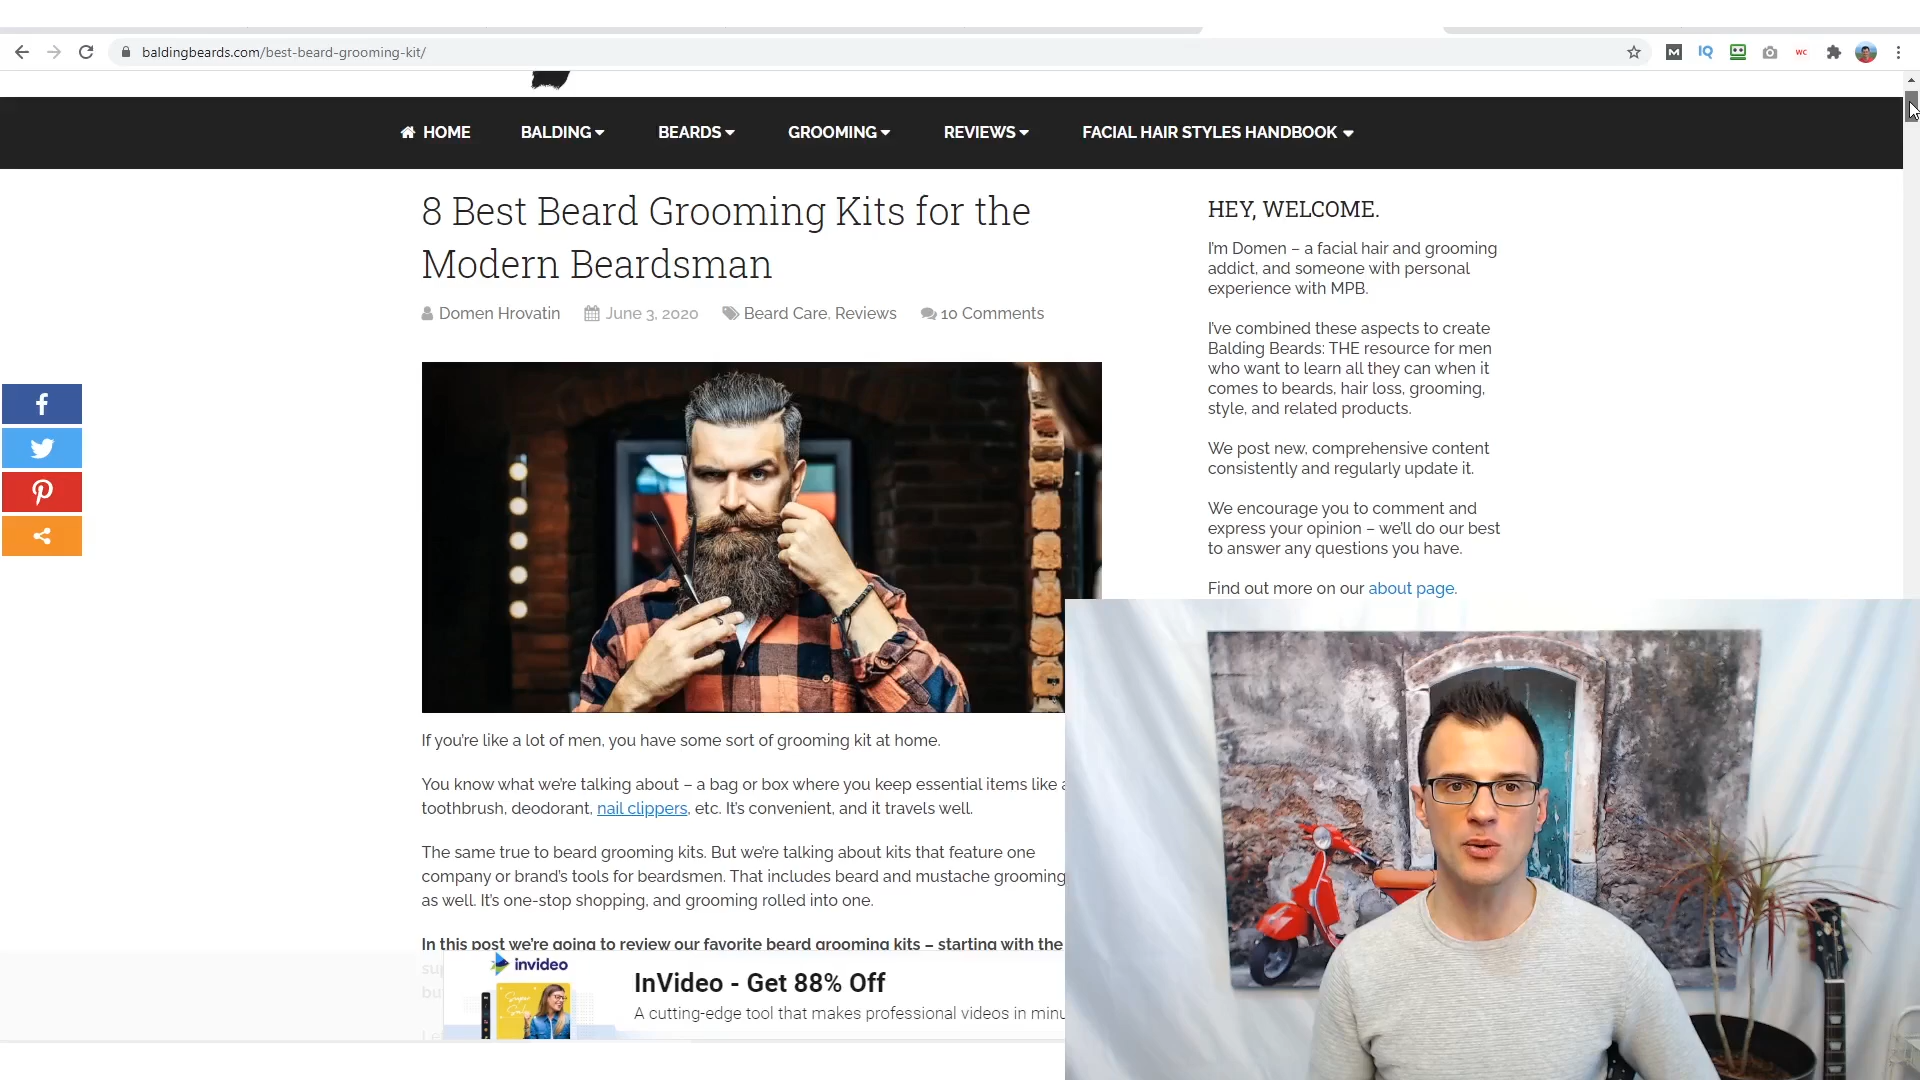 baldingbeards.com/best-beard-grooming-kit/
M
IQ
WC
HOME
BALDING
BEARDS
GROOMING
REVIEWS
FACIAL HAIR STYLES HANDBOOK
8 Best Beard Grooming Kits for the
Modern Beardsman
Domen Hrovatin
June 3, 2020
Beard Care, Reviews
10 Comments
If you're like a lot of men, you have some sort of grooming kit at home.
You know what we're talking about – a bag or box where you keep essential items like a
toothbrush, deodorant, nail clippers, etc. It's convenient, and it travels well.
The same true to beard grooming kits. But we're talking about kits that feature one
company or brand's tools for beardsmen. That includes beard and mustache grooming
as well. It's one-stop shopping, and grooming rolled into one.
In this post we're going to review our favorite beard grooming kits – starting with the
su
bu
HEY, WELCOME.
I'm Domen – a facial hair and grooming
addict, and someone with personal
experience with MPB.
I've combined these aspects to create
Balding Beards: THE resource for men
who want to learn all they can when it
comes to beards, hair loss, grooming,
style, and related products.
We post new, comprehensive content
consistently and regularly update it.
We encourage you to comment and
express your opinion – we'll do our best
to answer any questions you have.
Find out more on our about page.
invideo
InVideo - Get 88% Off
A cutting-edge tool that makes professional videos in minu